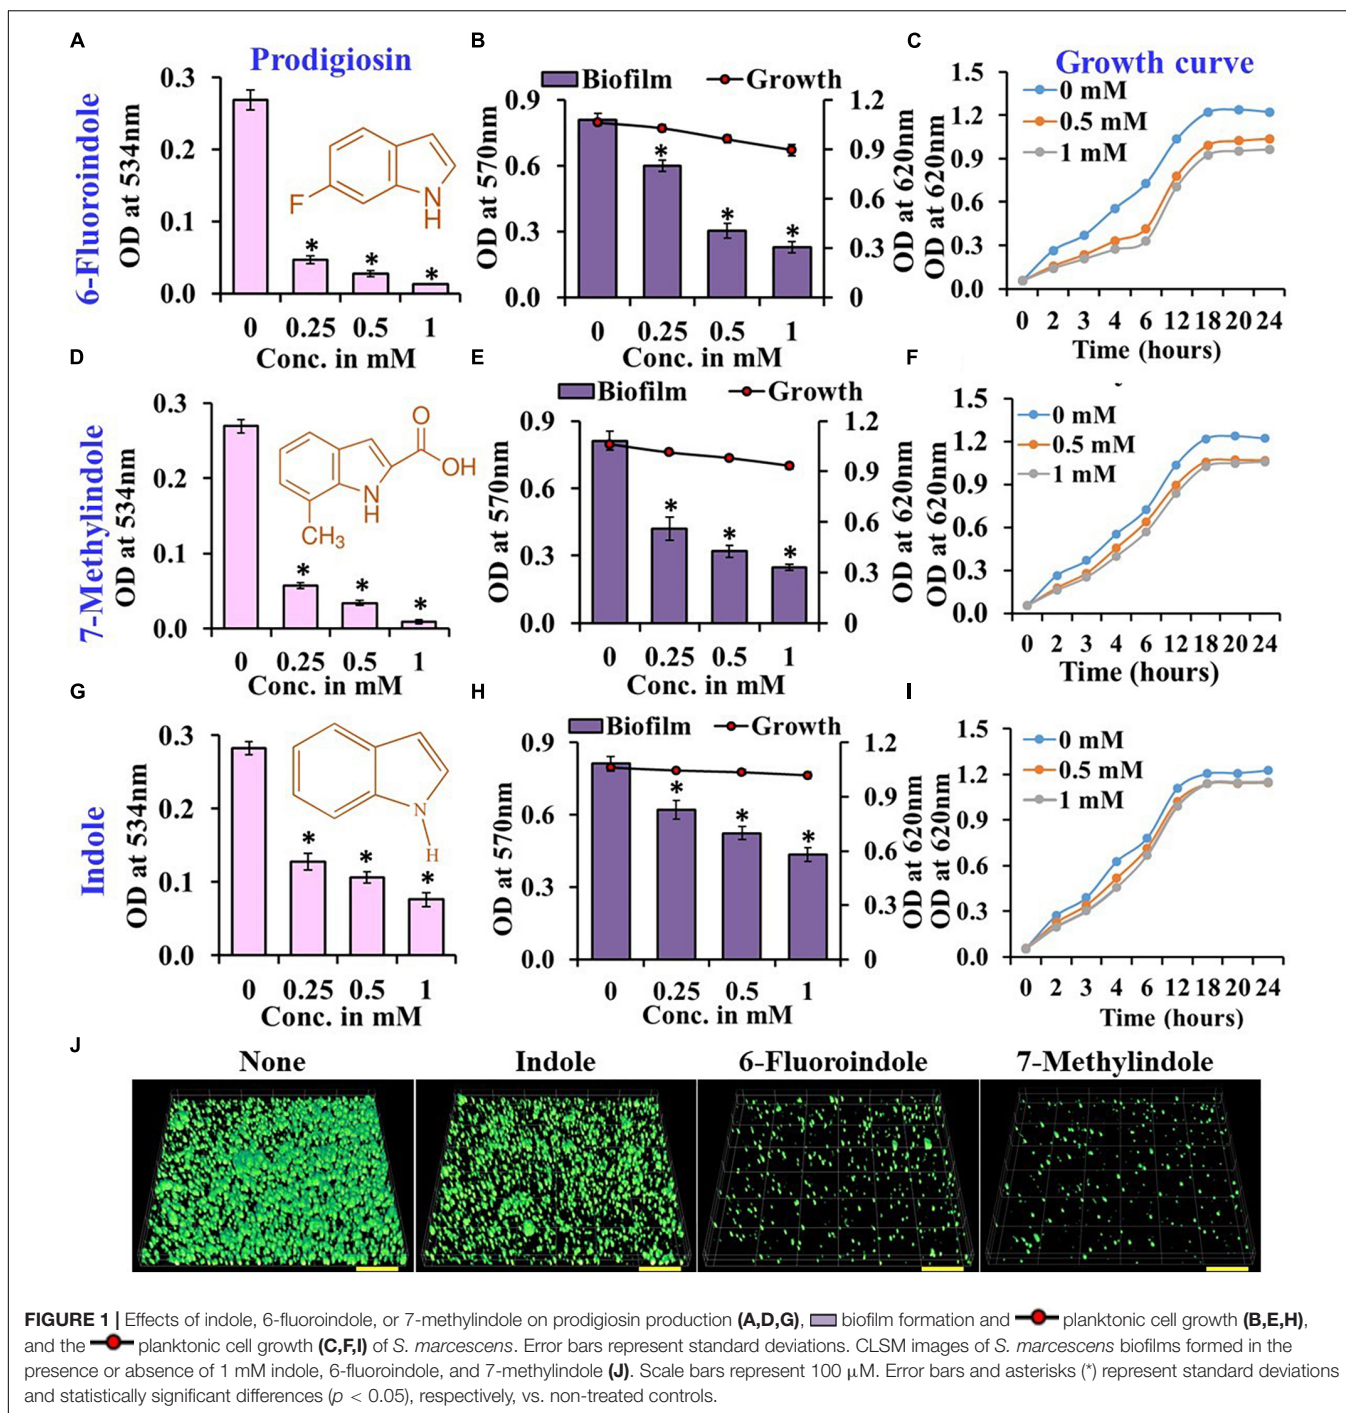 A
Prodigiosin
6-Fluoroindole
OD at 534nm
0.3
0.2
0.1
0.0
F
N
H
*
*
*
0 0.25 0.5 1
Conc. in mM
B
Biofilm Growth
OD at 570nm
0.9
0.6
0.3
0.0
*
*
*
1.2
0.9
0.6
0.3
0
OD at 620nm
0 0.25 0.5 1
Conc. in mM
C
Growth curve
OD at 620nm
1.5
1.2
0.9
0.6
0.3
0.0
0 mM
0.5 mM
1 mM
0 2 3 4 6 12 18 20 24
Time (hours)
D
7-Methylindole
OD at 534nm
0.3
0.2
0.1
0.0
O
OH
N
H
CH3
*
*
*
0 0.25 0.5 1
Conc. in mM
E
Biofilm Growth
OD at 570nm
0.9
0.6
0.3
0.0
*
*
*
1.2
0.9
0.6
0.3
0
OD at 620nm
0 0.25 0.5 1
Conc. in mM
F
OD at 620nm
1.5
1.2
0.9
0.6
0.3
0.0
0 mM
0.5 mM
1 mM
0 2 3 4 6 12 18 20 24
Time (hours)
G
Indole
OD at 534nm
0.3
0.2
0.1
0.0
N
H
*
*
*
0 0.25 0.5 1
Conc. in mM
H
Biofilm Growth
OD at 570nm
0.9
0.6
0.3
0.0
*
*
*
1.2
0.9
0.6
0.3
0
OD at 620nm
0 0.25 0.5 1
Conc. in mM
I
OD at 620nm
1.5
1.2
0.9
0.6
0.3
0.0
0 mM
0.5 mM
1 mM
0 2 3 4 6 12 18 20 24
Time (hours)
J
None Indole 6-Fluoroindole 7-Methylindole
FIGURE 1 | Effects of indole, 6-fluoroindole, or 7-methylindole on prodigiosin production (A,D,G), biofilm formation and planktonic cell growth (B,E,H),
and the planktonic cell growth (C,F,I) of S. marcescens. Error bars represent standard deviations. CLSM images of S. marcescens biofilms formed in the
presence or absence of 1 mM indole, 6-fluoroindole, and 7-methylindole (J). Scale bars represent 100 μM. Error bars and asterisks (*) represent standard deviations
and statistically significant differences (p < 0.05), respectively, vs. non-treated controls.